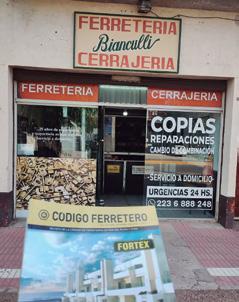 FERRETERIA
Bianculli
CERRAJERIA
FERRETERIA
CERRAJERIA
COPIAS
REPARACIONES
CAMBIO DE COMBINACIÓN
SERVICIO A DOMICILIO
URGENCIAS 24 HS.
223 6 888 248
CODIGO FERRETERO
FORTEX